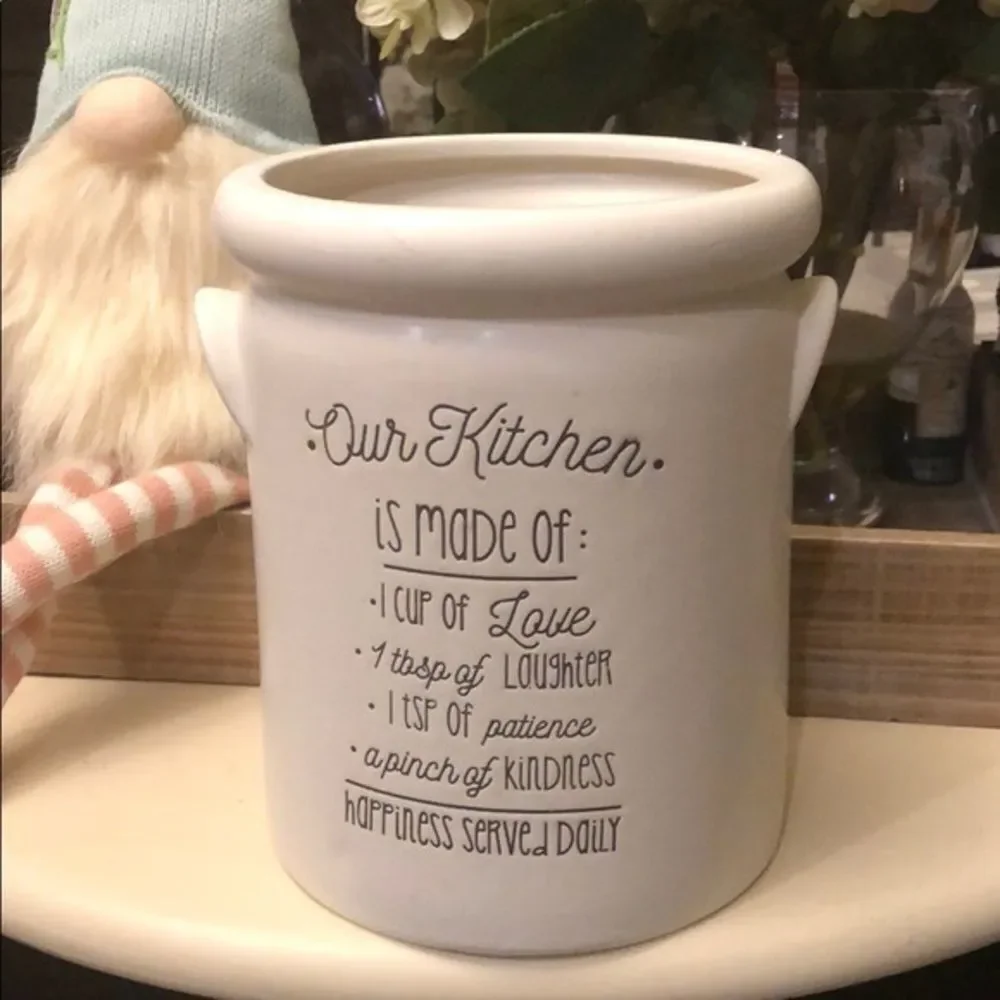 •Our Kitchen•
is made of:
•1 cup of Love
•1 tbsp of Laughter
•1 tsp of patience
•a pinch of kindness
happiness served daily